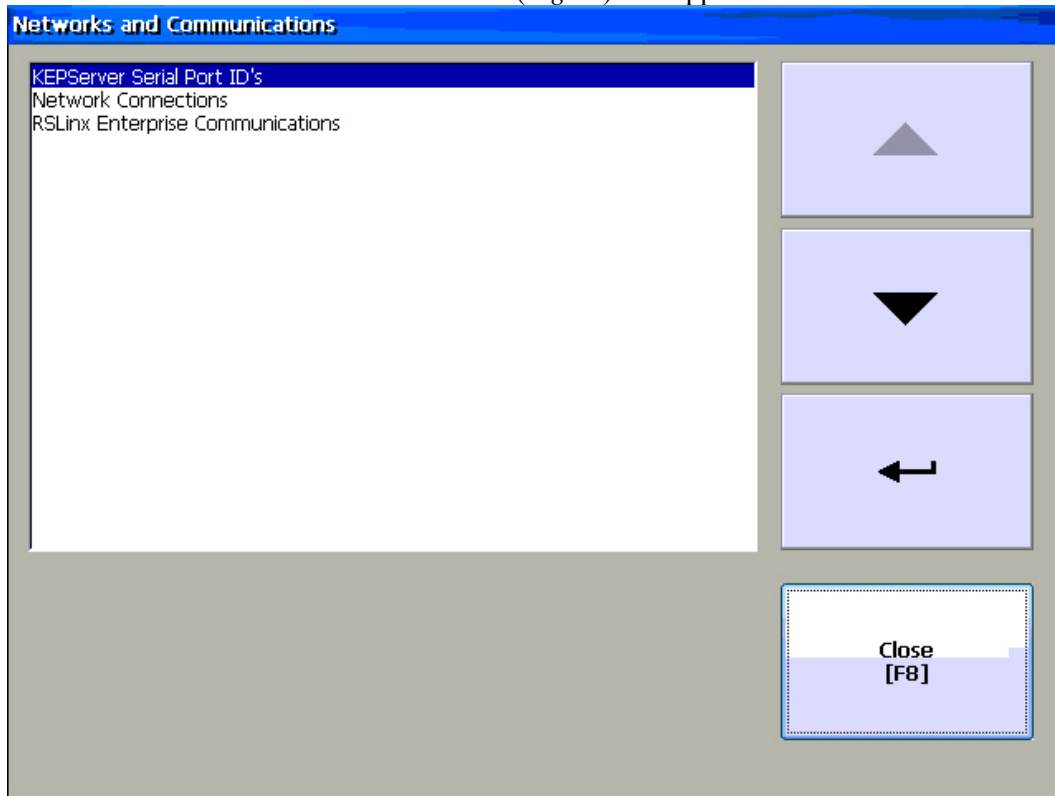 Networks and Communications
KEPServer Serial Port ID's
Network Connections
RSLinx Enterprise Communications
Close
[F8]